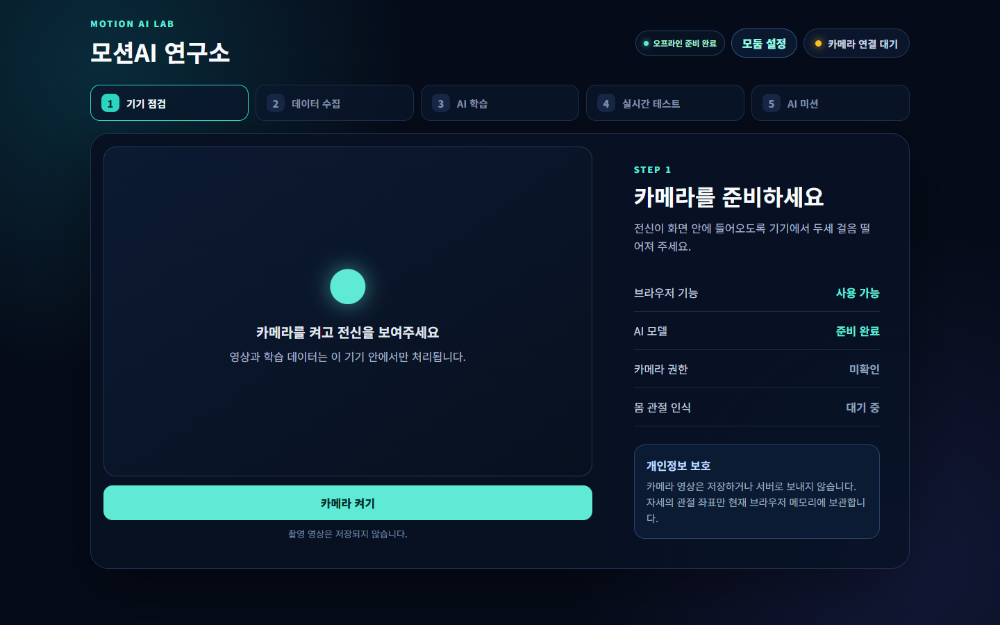 MOTION AI LAB
모션AI 연구소
오프라인 준비 완료
모둠 설정
카메라 연결 대기
1 기기 점검
2 데이터 수집
3 AI 학습
4 실시간 테스트
5 AI 미션
카메라를 켜고 전신을 보여주세요
영상과 학습 데이터는 이 기기 안에서만 처리됩니다.
카메라 켜기
촬영 영상은 저장되지 않습니다.
STEP 1
카메라를 준비하세요
전신이 화면 안에 들어오도록 기기에서 두세 걸음 떨
어져 주세요.
브라우저 기능 사용 가능
AI 모델 준비 완료
카메라 권한 미확인
몸 관절 인식 대기 중
개인정보 보호
카메라 영상은 저장하거나 서버로 보내지 않습니다.
자세의 관절 좌표만 현재 브라우저 메모리에 보관합니
다.